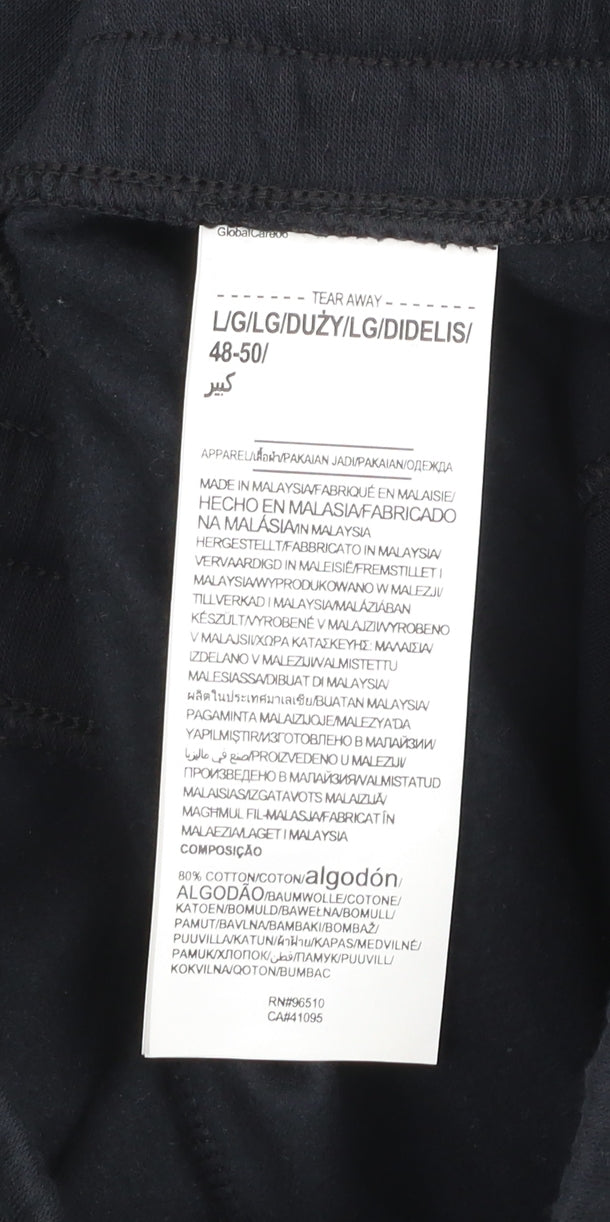 GlobalCare06
TEAR AWAY
L/G/LG/DUŻY/LG/DIDELIS/
48-50/
كبير
APPAREL/เสื้อผ้า/PAKAIAN JADI/PAKAIAN/ОДЕЖДА
MADE IN MALAYSIA/FABRIQUÉ EN MALAISIE/
HECHO EN MALASIA/FABRICADO
NA MALÁSIA/IN MALAYSIA
HERGESTELLT/FABBRICATO IN MALAYSIA/
VERVAARDIGD IN MALEISIË/FREMSTILLET I
MALAYSIA/WYPRODUKOWANO W MALEZJI/
TILLVERKAD I MALAYSIA/MALÁZIÁBAN
KÉSZÜLT/VYROBENÉ V MALAJZII/VYROBENO
V MALAJSII/ΧΩΡΑ ΚΑΤΑΣΚΕΥΗΣ: ΜΑΛΑΙΣΙΑ/
IZDELANO V MALEZIJI/VALMISTETTU
MALESIASSA/DIBUAT DI MALAYSIA/
ผลิตในประเทศมาเลเซีย/BUATAN MALAYSIA/
PAGAMINTA MALAIZIJOJE/MALEZYA'DA
YAPILMIŞTIR/ИЗГОТОВЛЕНО В МАЛАЙЗИИ/
صنع في ماليزيا/PROIZVEDENO U MALEZIJI/
ПРОИЗВЕДЕНО В МАЛАЙЗИЯ/VALMISTATUD
MALAISIAS/IZGATAVOTS MALAIZIJĀ/
MAGĦMUL FIL-MALASJA/FABRICAT ÎN
MALAEZIA/LAGET I MALAYSIA
COMPOSIÇÃO
80% COTTON/COTON/algodón/
ALGODÃO/BAUMWOLLE/COTONE/
KATOEN/BOMULD/BAWEŁNA/BOMULL/
PAMUT/BAVLNA/ΒΑΜΒΑΚΙ/BOMBAŽ/
PUUVILLA/KATUN/ผ้าฝ้าย/KAPAS/MEDVILNĖ/
PAMUK/ХЛОПОК/قطن/ПАМУК/PUUVILL/
KOKVILNA/QOTON/BUMBAC
RN#96510
CA#41095